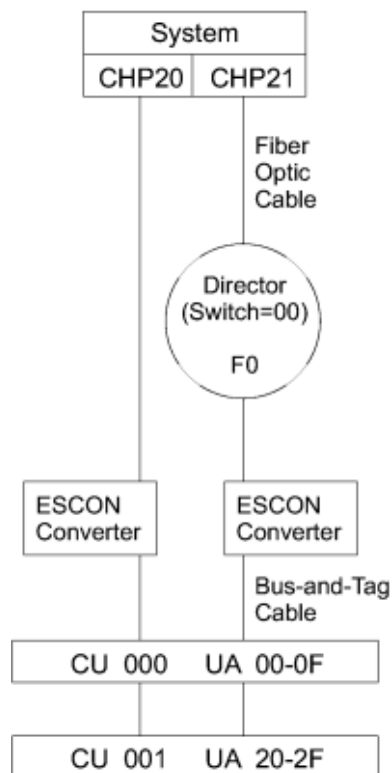 System
CHP20 CHP21
Fiber
Optic
Cable
Director
(Switch=00)
F0
ESCON
Converter
ESCON
Converter
Bus-and-Tag
Cable
CU 000 UA 00-0F
CU 001 UA 20-2F